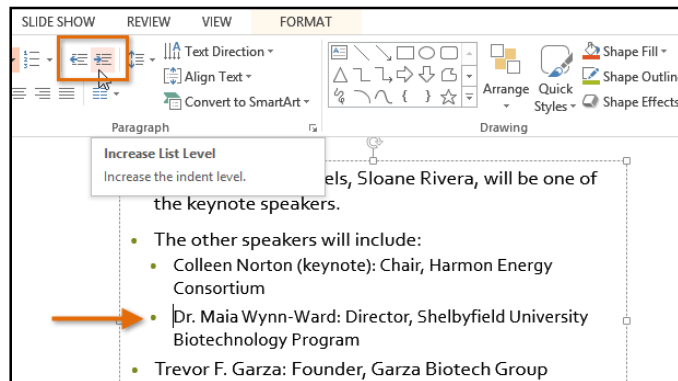 SLIDE SHOW REVIEW VIEW FORMAT
Text Direction
Align Text
Convert to SmartArt
Arrange Quick Styles
Shape Fill
Shape Outlin
Shape Effects
Paragraph
Drawing
Increase List Level
Increase the indent level.
els, Sloane Rivera, will be one of
the keynote speakers.
• The other speakers will include:
• Colleen Norton (keynote): Chair, Harmon Energy
Consortium
• Dr. Maia Wynn-Ward: Director, Shelbyfield University
Biotechnology Program
• Trevor F. Garza: Founder, Garza Biotech Group